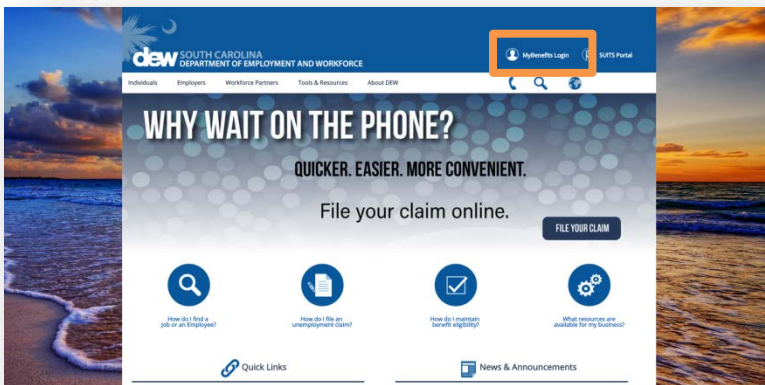 dew SOUTH CAROLINA
DEPARTMENT OF EMPLOYMENT AND WORKFORCE
MyBenefits Login
SUITS Portal
Individuals Employers Workforce Partners Tools & Resources About DEW
WHY WAIT ON THE PHONE?
QUICKER. EASIER. MORE CONVENIENT.
File your claim online.
FILE YOUR CLAIM
How do I find a
Job or an Employee?
How do I file an
unemployment claim?
How do I maintain
benefit eligibility?
What resources are
available for my business?
Quick Links
News & Announcements